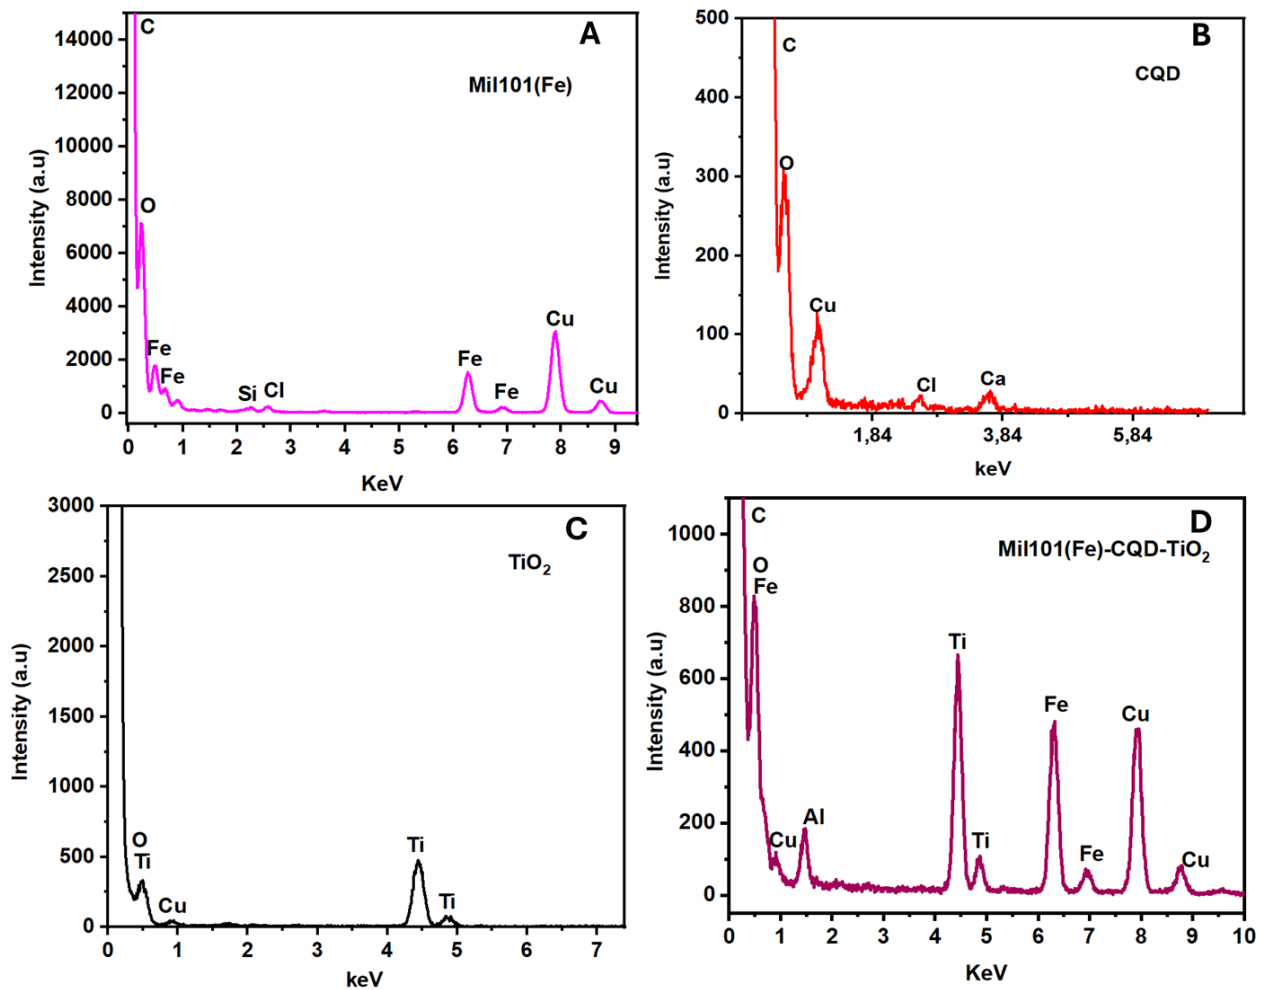 A
Mil101(Fe)
C
O
Fe
Fe
Si
Cl
Fe
Fe
Cu
Cu
14000
12000
10000
8000
6000
4000
2000
0
0 1 2 3 4 5 6 7 8 9
Intensity (a.u)
KeV
B
CQD
C
O
Cu
Cl
Ca
500
400
300
200
100
0
1,84 3,84 5,84
Intensity (a.u)
keV
C
TiO2
O
Ti
Cu
Ti
Ti
3000
2500
2000
1500
1000
500
0
0 1 2 3 4 5 6 7
Intensity (a.u)
keV
D
Mil101(Fe)-CQD-TiO2
C
O
Fe
Cu
Al
Ti
Ti
Fe
Fe
Cu
Cu
1000
800
600
400
200
0
0 1 2 3 4 5 6 7 8 9 10
Intensity (a.u)
KeV